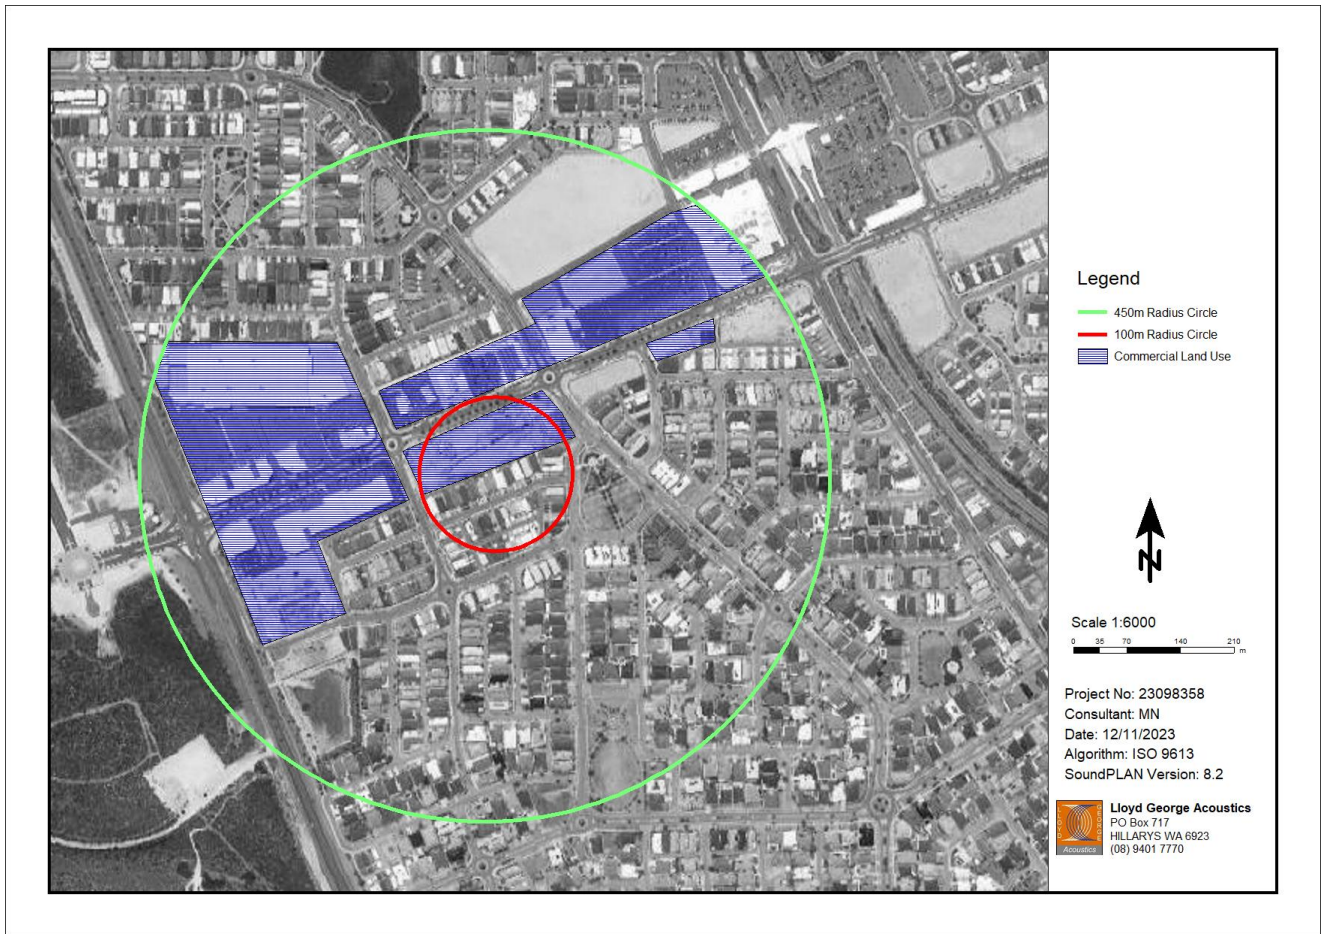 Legend
450m Radius Circle
100m Radius Circle
Commercial Land Use
N
Scale 1:6000
0 35 70 140 210
m
Project No: 23098358
Consultant: MN
Date: 12/11/2023
Algorithm: ISO 9613
SoundPLAN Version: 8.2
LLOYD
GEORGE
Acoustics
Lloyd George Acoustics
PO Box 717
HILLARYS WA 6923
(08) 9401 7770